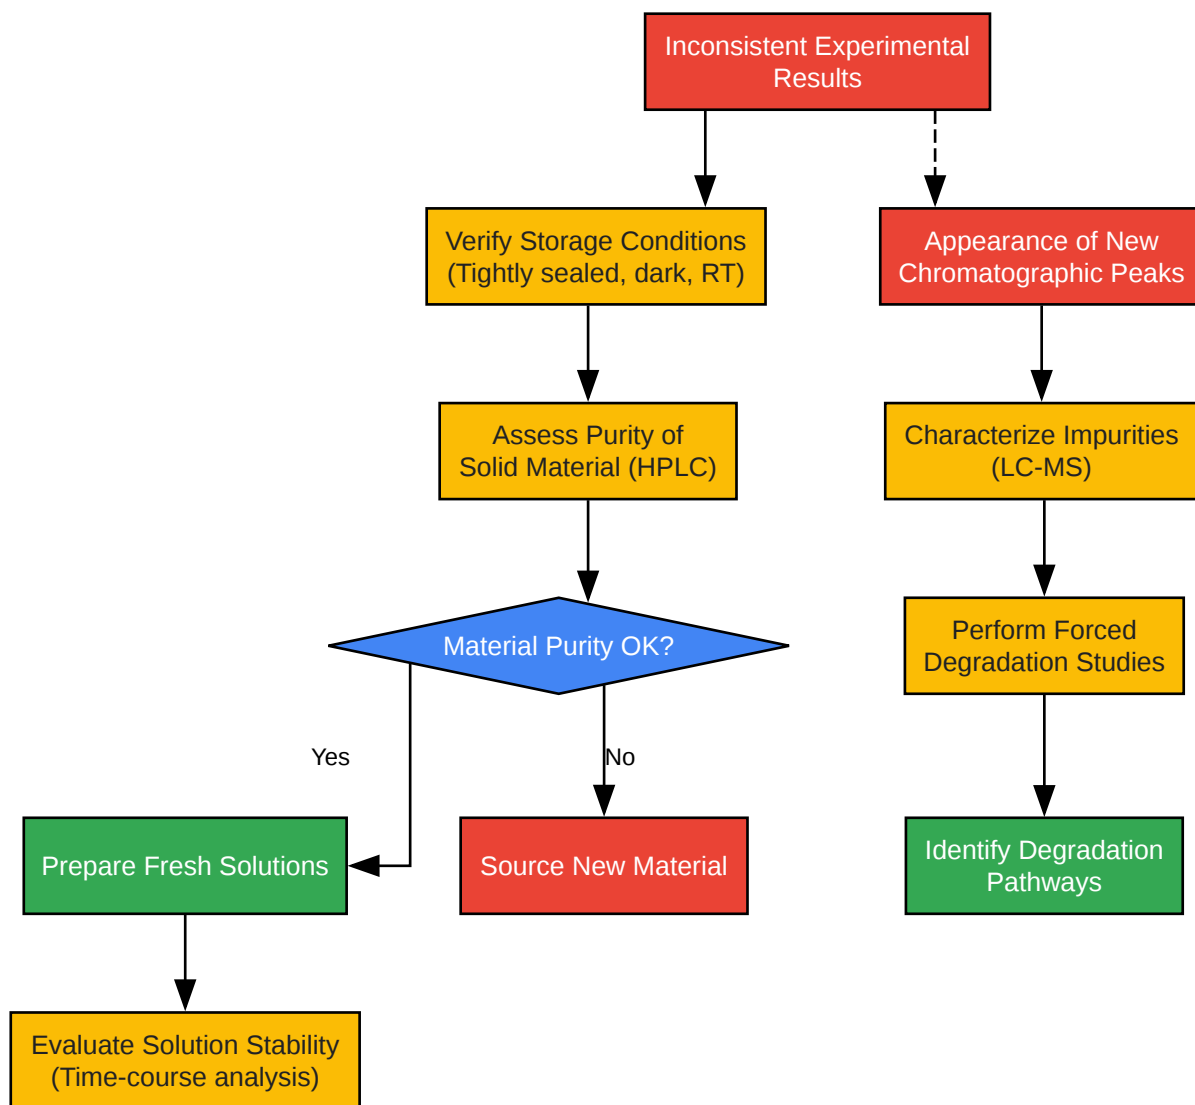 Inconsistent Experimental
Results
Verify Storage Conditions
(Tightly sealed, dark, RT)
Appearance of New
Chromatographic Peaks
Assess Purity of
Solid Material (HPLC)
Characterize Impurities
(LC-MS)
Material Purity OK?
Perform Forced
Degradation Studies
Yes
No
Prepare Fresh Solutions
Source New Material
Identify Degradation
Pathways
Evaluate Solution Stability
(Time-course analysis)